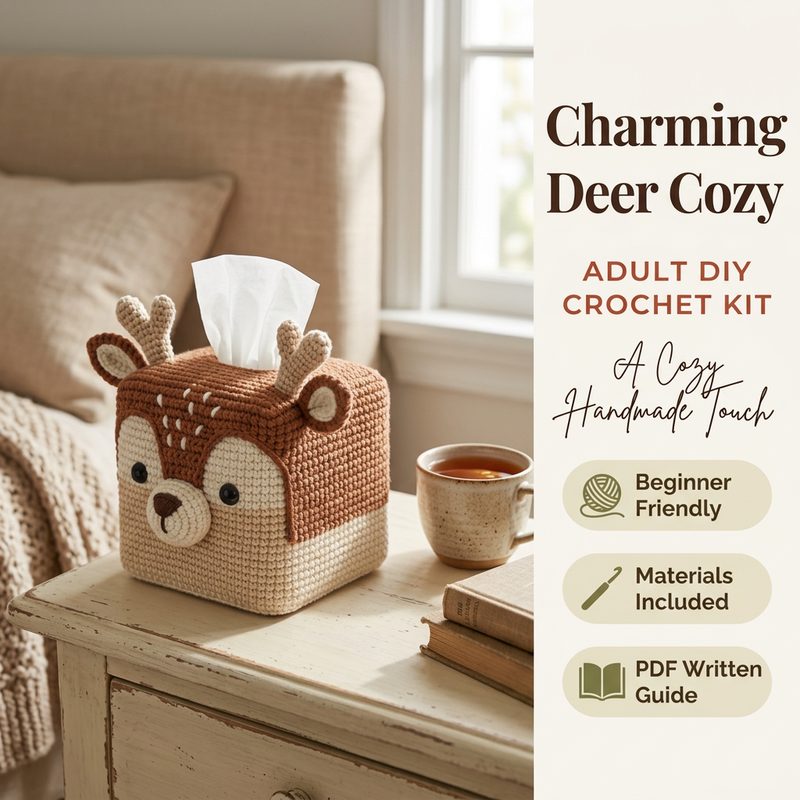 Charming
Deer Cozy
ADULT DIY
CROCHET KIT
A Cozy
Handmade Touch
Beginner
Friendly
Materials
Included
PDF Written
Guide